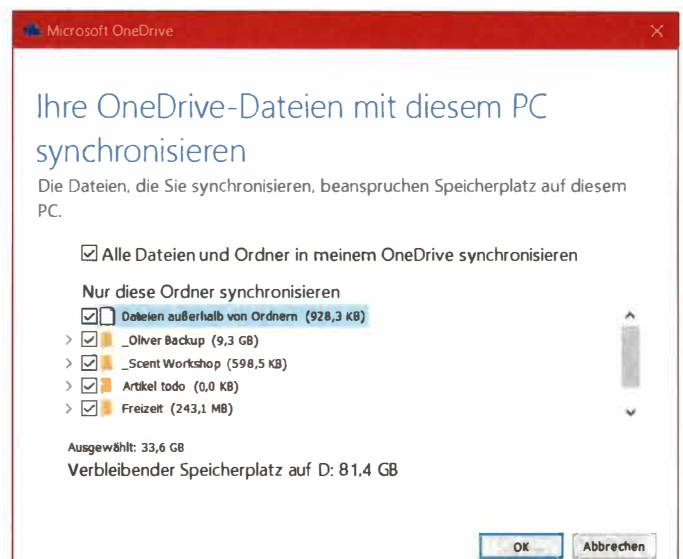 Microsoft OneDrive
Ihre OneDrive-Dateien mit diesem PC
synchronisieren
Die Dateien, die Sie synchronisieren, beanspruchen Speicherplatz auf diesem
PC.
Alle Dateien und Ordner in meinem OneDrive synchronisieren
Nur diese Ordner synchronisieren
Dateien außerhalb von Ordnern (928,3 KB)
_Oliver Backup (9,3 GB)
_Scent Workshop (598,5 KB)
Artikel todo (0,0 KB)
Freizeit (243,1 MB)
Ausgewählt: 33,6 GB
Verbleibender Speicherplatz auf D: 81,4 GB
OK Abbrechen